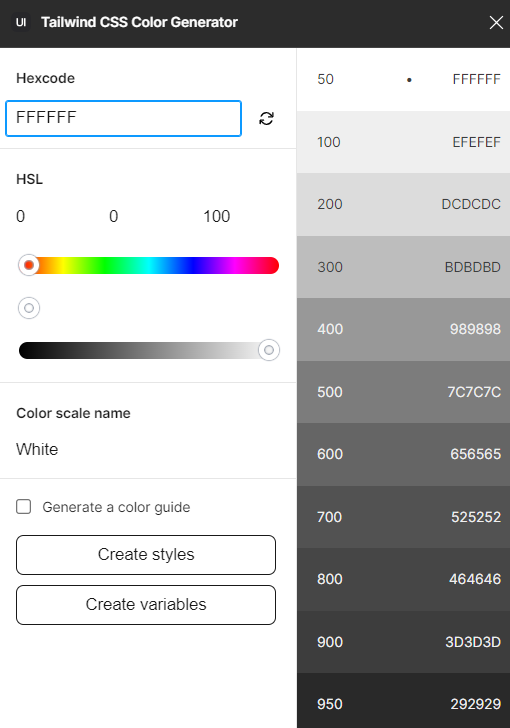 UI Tailwind CSS Color Generator
Hexcode
FFFFFF
HSL
0 0 100
Color scale name
White
Generate a color guide
Create styles
Create variables
50 • FFFFFF
100 EFEFEF
200 DCDCDC
300 BDBDBD
400 989898
500 7C7C7C
600 656565
700 525252
800 464646
900 3D3D3D
950 292929